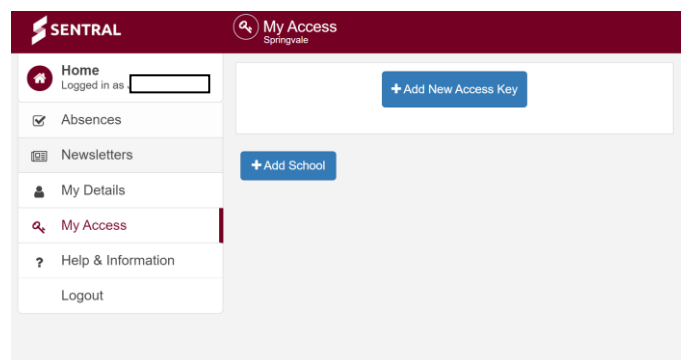 SENTRAL
My Access
Springvale
Home
Logged in as
Absences
Newsletters
My Details
My Access
? Help & Information
Logout
+ Add New Access Key
+ Add School